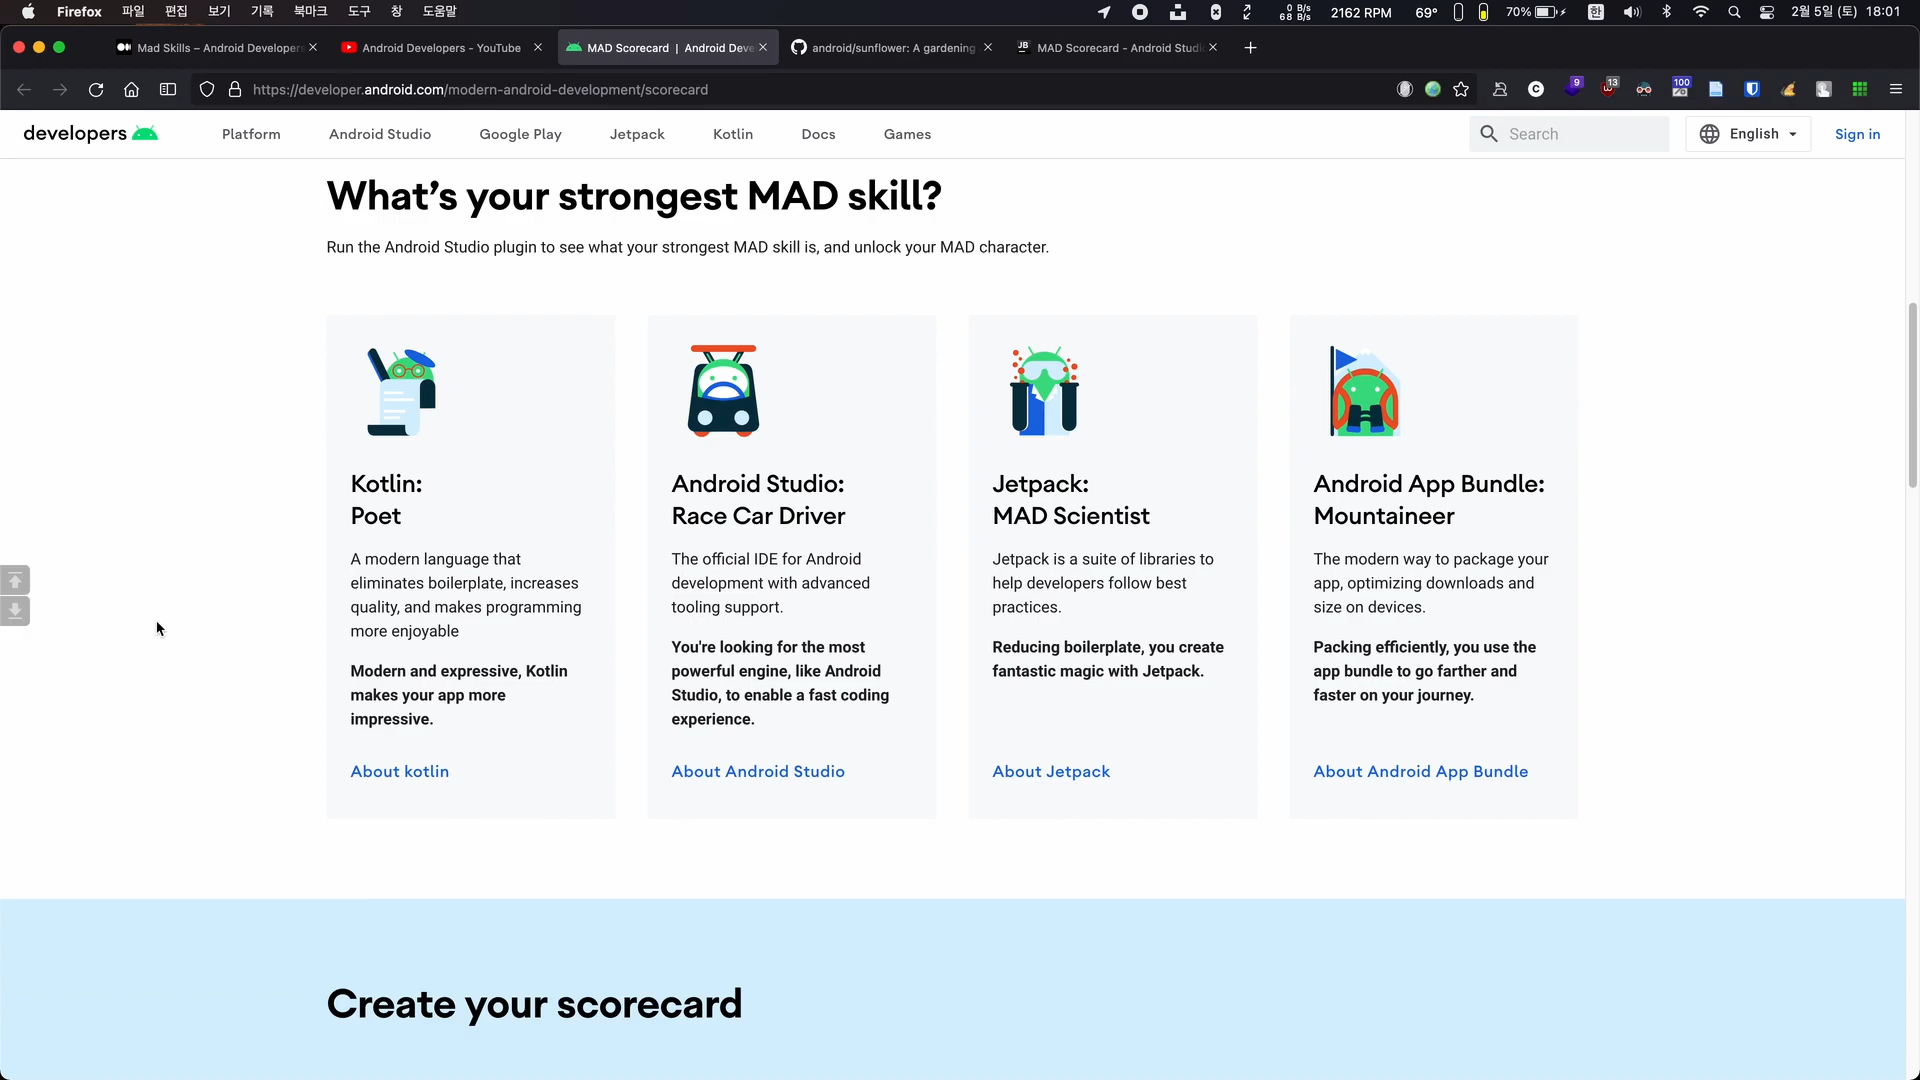 Firefox 파일 편집 보기 기록 북마크 도구 창 도움말
0 B/s
68 B/s
2162 RPM 69° 70% 한 2월 5일 (토) 18:01
Mad Skills – Android Developers
Android Developers - YouTube
MAD Scorecard | Android Deve
android/sunflower: A gardening
JB MAD Scorecard - Android Studi
https://developer.android.com/modern-android-development/scorecard
C 9 13 100
developers Platform Android Studio Google Play Jetpack Kotlin Docs Games Search English Sign in
What’s your strongest MAD skill?
Run the Android Studio plugin to see what your strongest MAD skill is, and unlock your MAD character.
Kotlin:
Poet
A modern language that
eliminates boilerplate, increases
quality, and makes programming
more enjoyable
Modern and expressive, Kotlin
makes your app more
impressive.
About kotlin
Android Studio:
Race Car Driver
The official IDE for Android
development with advanced
tooling support.
You're looking for the most
powerful engine, like Android
Studio, to enable a fast coding
experience.
About Android Studio
Jetpack:
MAD Scientist
Jetpack is a suite of libraries to
help developers follow best
practices.
Reducing boilerplate, you create
fantastic magic with Jetpack.
About Jetpack
Android App Bundle:
Mountaineer
The modern way to package your
app, optimizing downloads and
size on devices.
Packing efficiently, you use the
app bundle to go farther and
faster on your journey.
About Android App Bundle
Create your scorecard